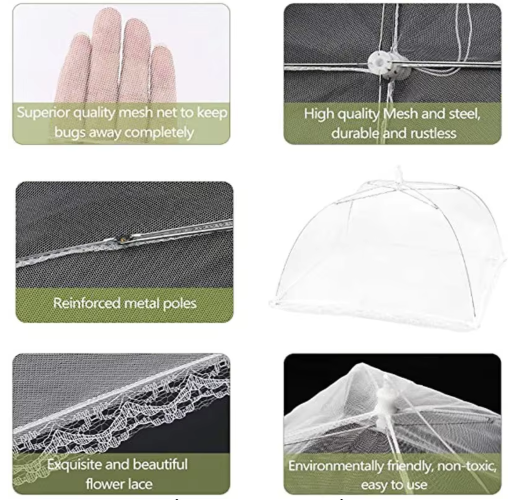 Superior quality mesh net to keep
bugs away completely
High quality Mesh and steel,
durable and rustless
Reinforced metal poles
Exquisite and beautiful
flower lace
Environmentally friendly, non-toxic,
easy to use